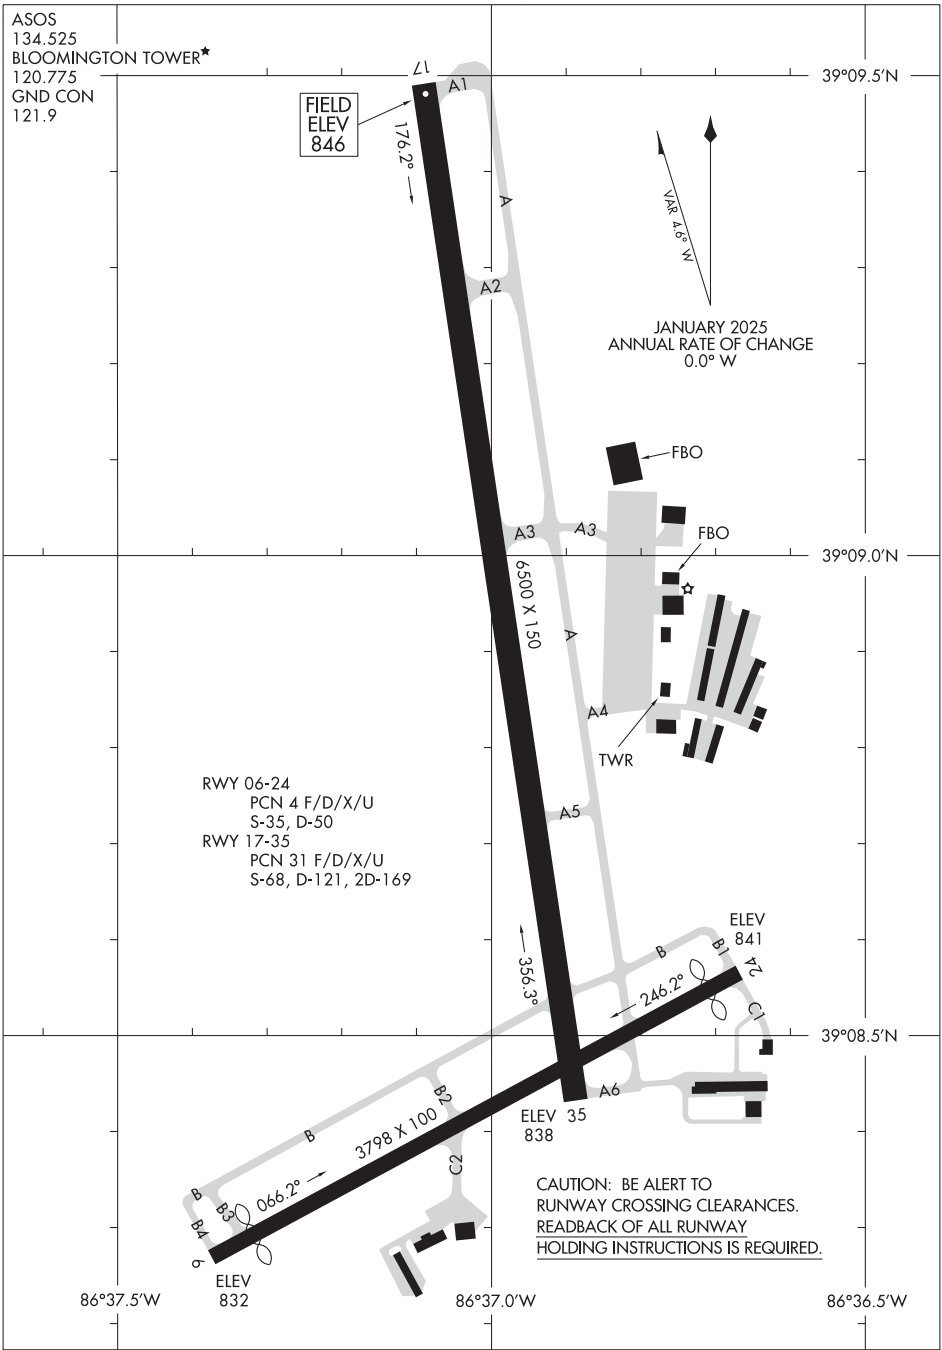 ASOS
134.525
BLOOMINGTON TOWER★
120.775
GND CON
121.9
17
A1
39°09.5'N
FIELD
ELEV
846
176.2°
A
VAR 4.6° W
A2
JANUARY 2025
ANNUAL RATE OF CHANGE
0.0° W
FBO
A3
A3
FBO
39°09.0'N
6500 X 150
A
A4
TWR
RWY 06-24
PCN 4 F/D/X/U
S-35, D-50
RWY 17-35
PCN 31 F/D/X/U
S-68, D-121, 2D-169
A5
ELEV
841
B
B1
24
356.3°
246.2°
C1
39°08.5'N
A6
B2
ELEV
838
35
3798 X 100
B
C2
066.2°
B
B3
B4
6
CAUTION: BE ALERT TO
RUNWAY CROSSING CLEARANCES.
READBACK OF ALL RUNWAY
HOLDING INSTRUCTIONS IS REQUIRED.
ELEV
832
86°37.5'W
86°37.0'W
86°36.5'W